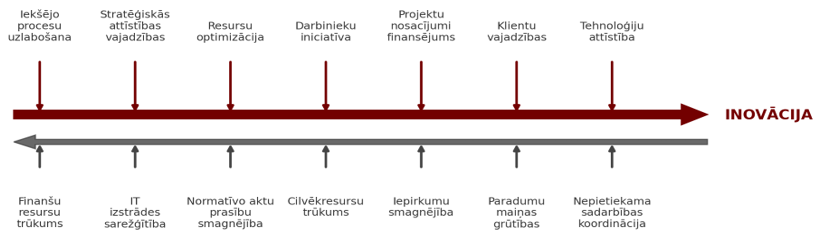 Iekšējo
procesu
uzlabošana
Stratēģiskās
attīstības
vajadzības
Resursu
optimizācija
Darbinieku
iniciatīva
Projektu
nosacījumi
finansējums
Klientu
vajadzības
Tehnoloģiju
attīstība
INOVĀCIJA
Finanšu
resursu
trūkums
IT
izstrādes
sarežģītība
Normatīvo aktu
prasību
smagnējība
Cilvēkresursu
trūkums
Iepirkumu
smagnējība
Paradumu
maiņas
grūtības
Nepietiekama
sadarbības
koordinācija